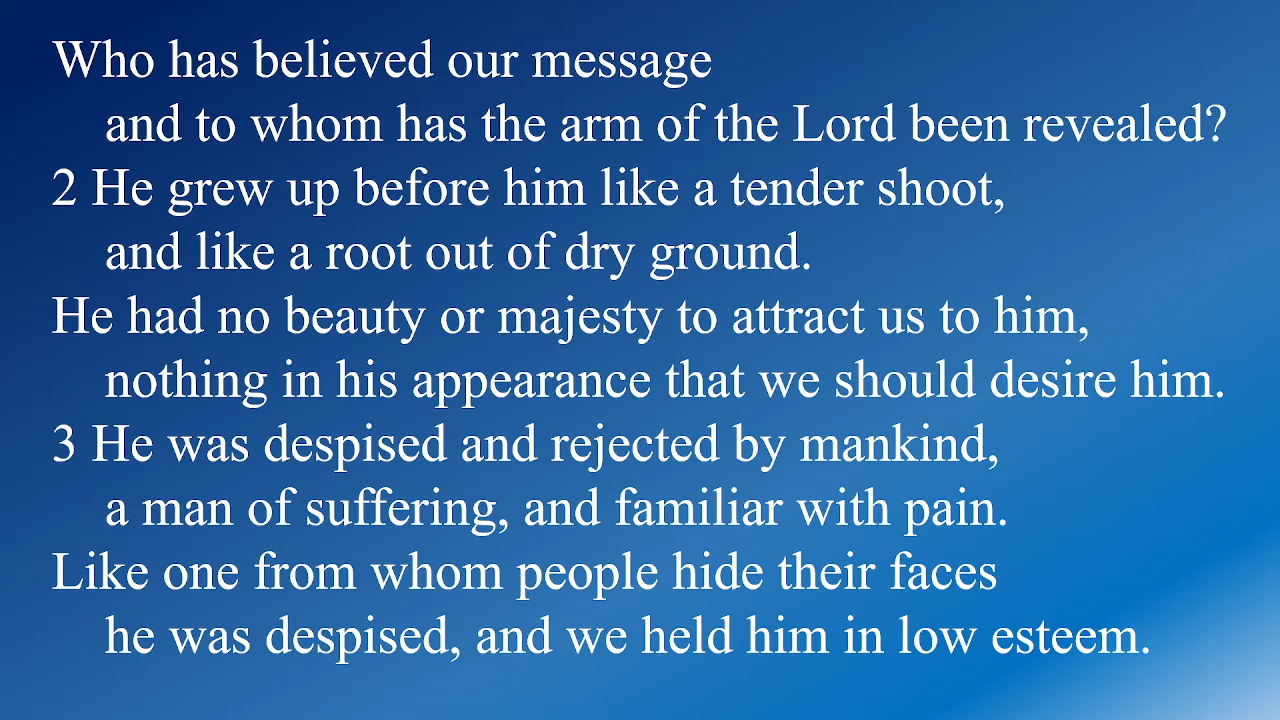 Who has believed our message
and to whom has the arm of the Lord been revealed?
2 He grew up before him like a tender shoot,
and like a root out of dry ground.
He had no beauty or majesty to attract us to him,
nothing in his appearance that we should desire him.
3 He was despised and rejected by mankind,
a man of suffering, and familiar with pain.
Like one from whom people hide their faces
he was despised, and we held him in low esteem.